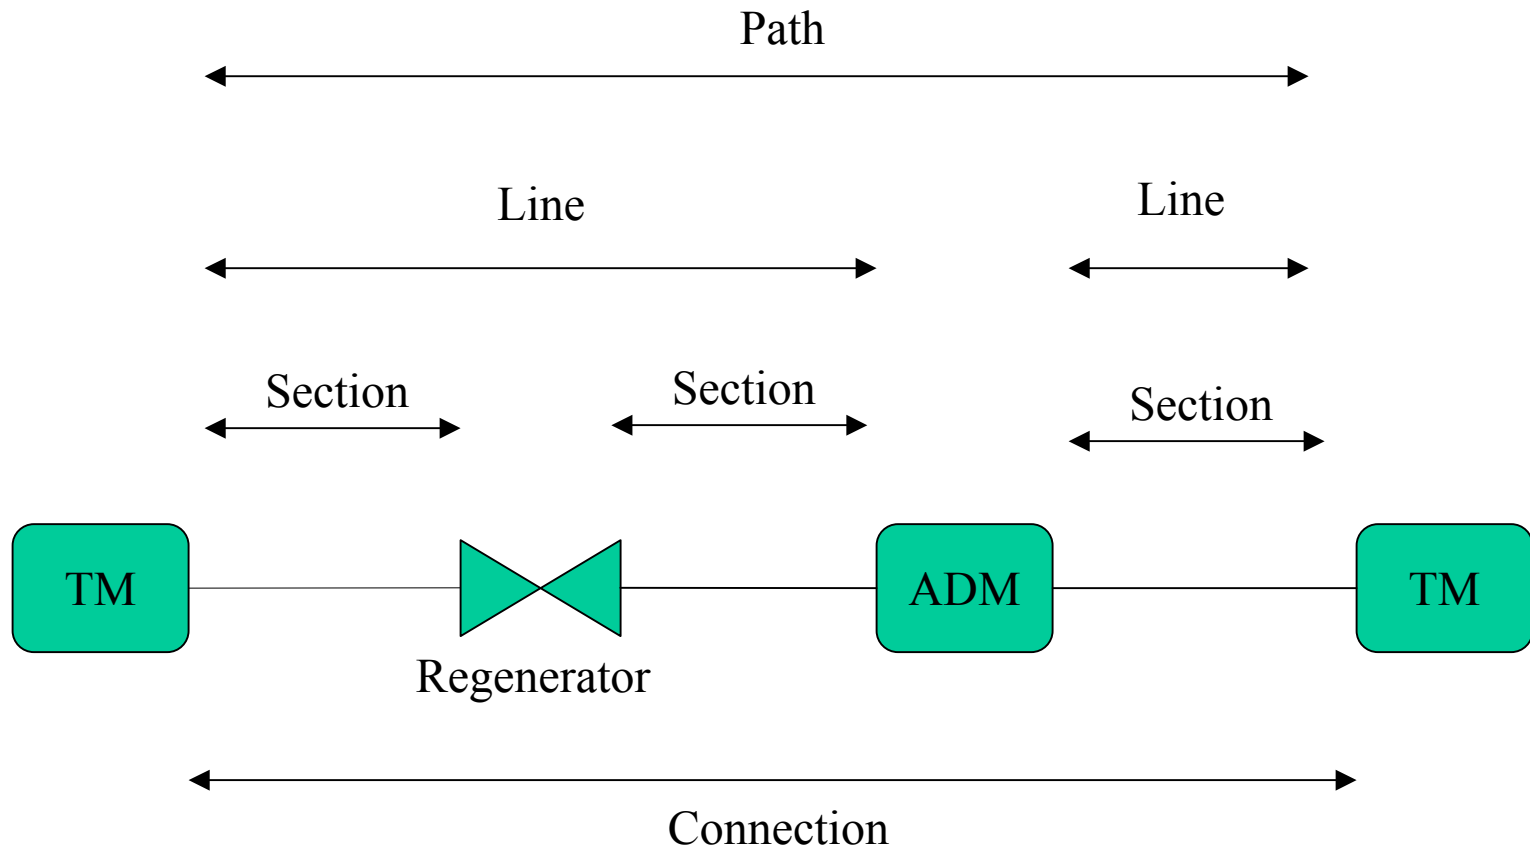 Path
Line
Line
Section
Section
Section
TM
ADM
TM
Regenerator
Connection